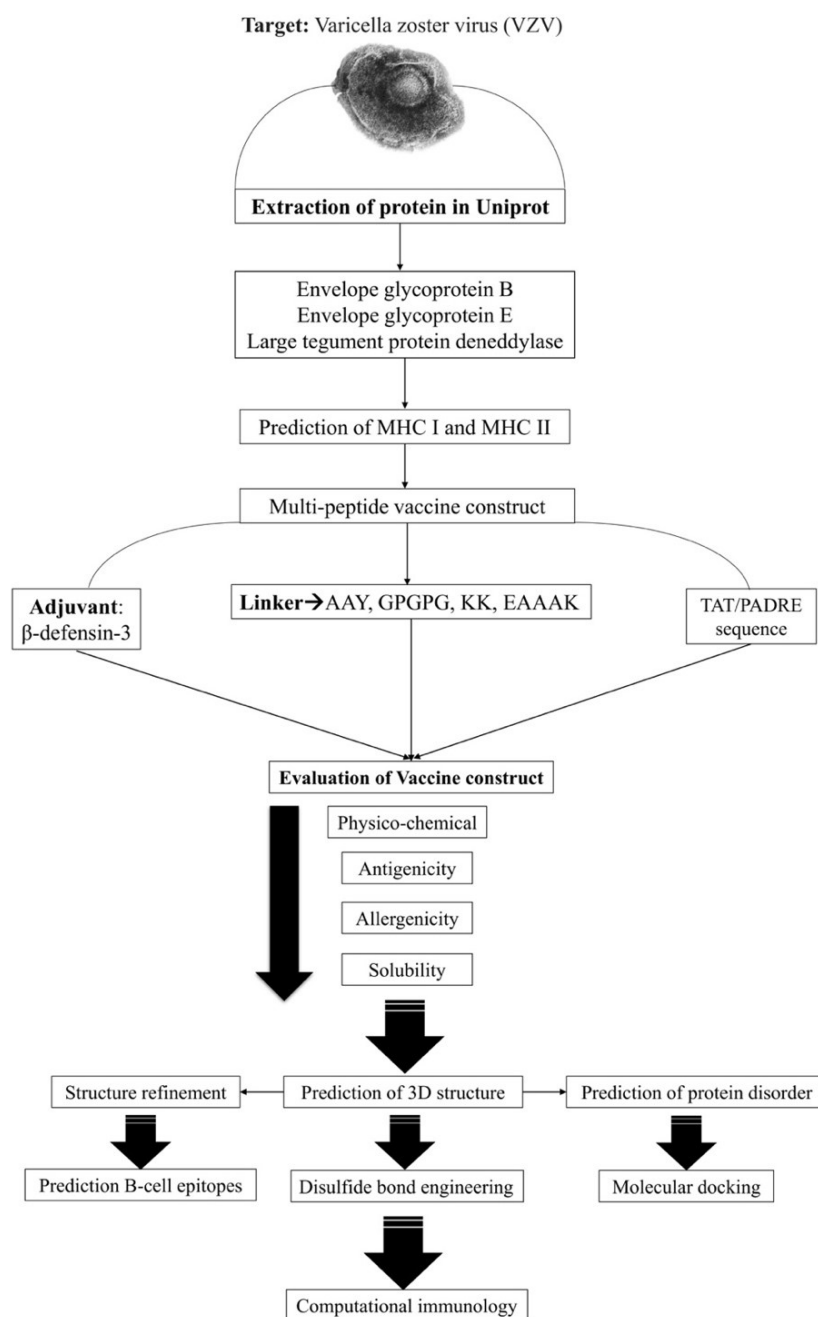 Target: Varicella zoster virus (VZV)
Extraction of protein in Uniprot
Envelope glycoprotein B
Envelope glycoprotein E
Large tegument protein deneddylase
Prediction of MHC I and MHC II
Multi-peptide vaccine construct
Adjuvant:
β-defensin-3
Linker→AAY, GPGPG, KK, EAAAK
TAT/PADRE
sequence
Evaluation of Vaccine construct
Physico-chemical
Antigenicity
Allergenicity
Solubility
Structure refinement
Prediction of 3D structure
Prediction of protein disorder
Prediction B-cell epitopes
Disulfide bond engineering
Molecular docking
Computational immunology